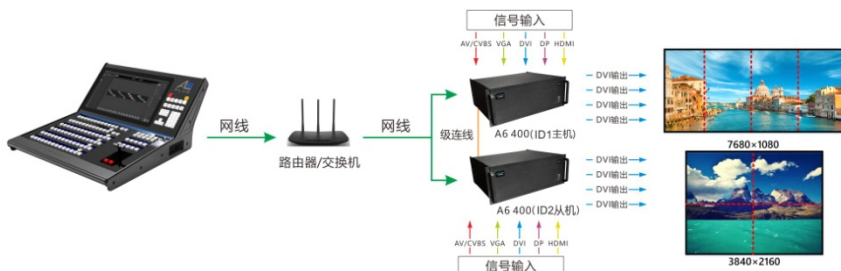 信号输入
AV/CVBS VGA DVI DP HDMI
网线
路由器/交换机
网线
级连线
A6 400(ID1主机)
DVI输出
DVI输出
DVI输出
DVI输出
7680×1080
A6 400(ID2从机)
DVI输出
DVI输出
DVI输出
DVI输出
3840×2160
AV/CVBS VGA DVI DP HDMI
信号输入